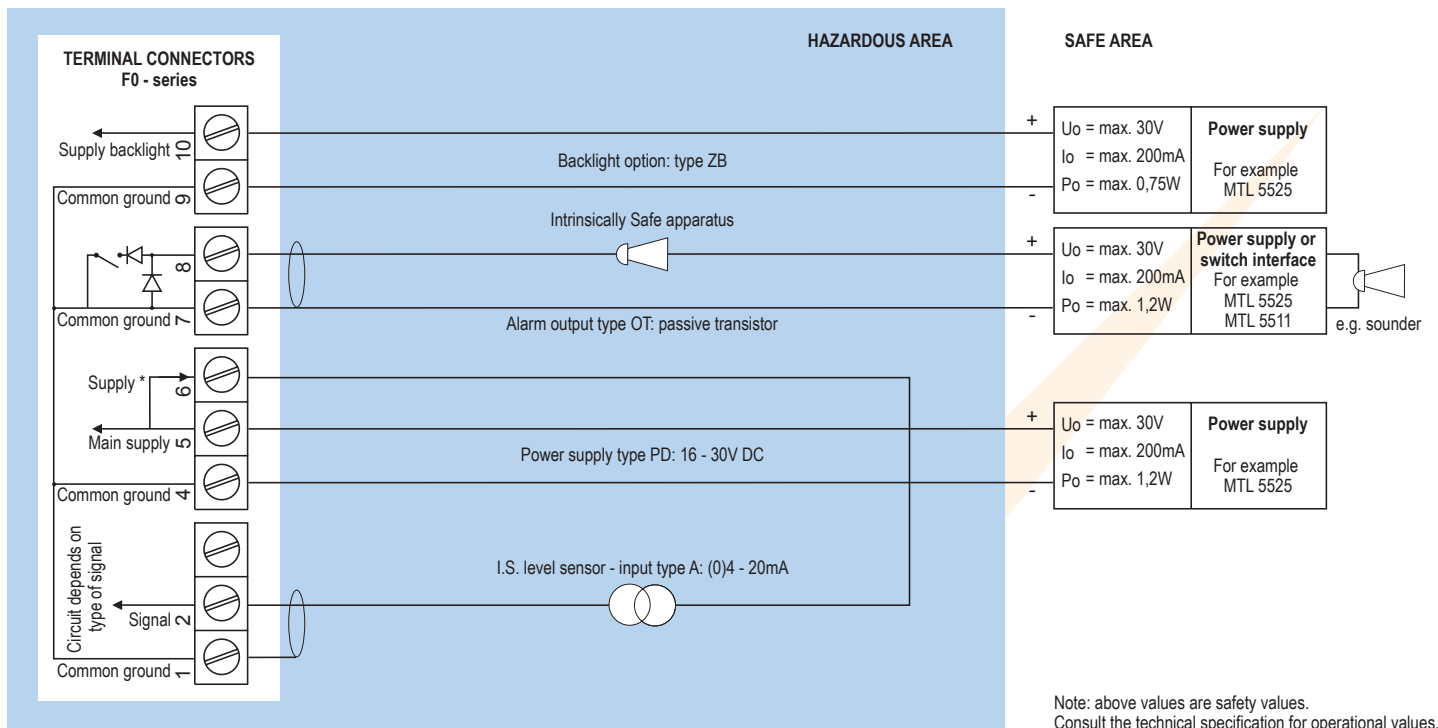 HAZARDOUS AREA
SAFE AREA
TERMINAL CONNECTORS
F0 - series
Supply backlight
10
Common ground
9
Backlight option: type ZB
+
-
Uo = max. 30V
Io = max. 200mA
Po = max. 0,75W
Power supply
For example
MTL 5525
8
Common ground
7
Intrinsically Safe apparatus
Alarm output type OT: passive transistor
+
-
Uo = max. 30V
Io = max. 200mA
Po = max. 1,2W
Power supply or
switch interface
For example
MTL 5525
MTL 5511
e.g. sounder
Supply *
6
Main supply
5
Common ground
4
Power supply type PD: 16 - 30V DC
+
-
Uo = max. 30V
Io = max. 200mA
Po = max. 1,2W
Power supply
For example
MTL 5525
Circuit depends on
type of signal
Signal
2
Common ground
1
I.S. level sensor - input type A: (0)4 - 20mA
Note: above values are safety values.
Consult the technical specification for operational values.